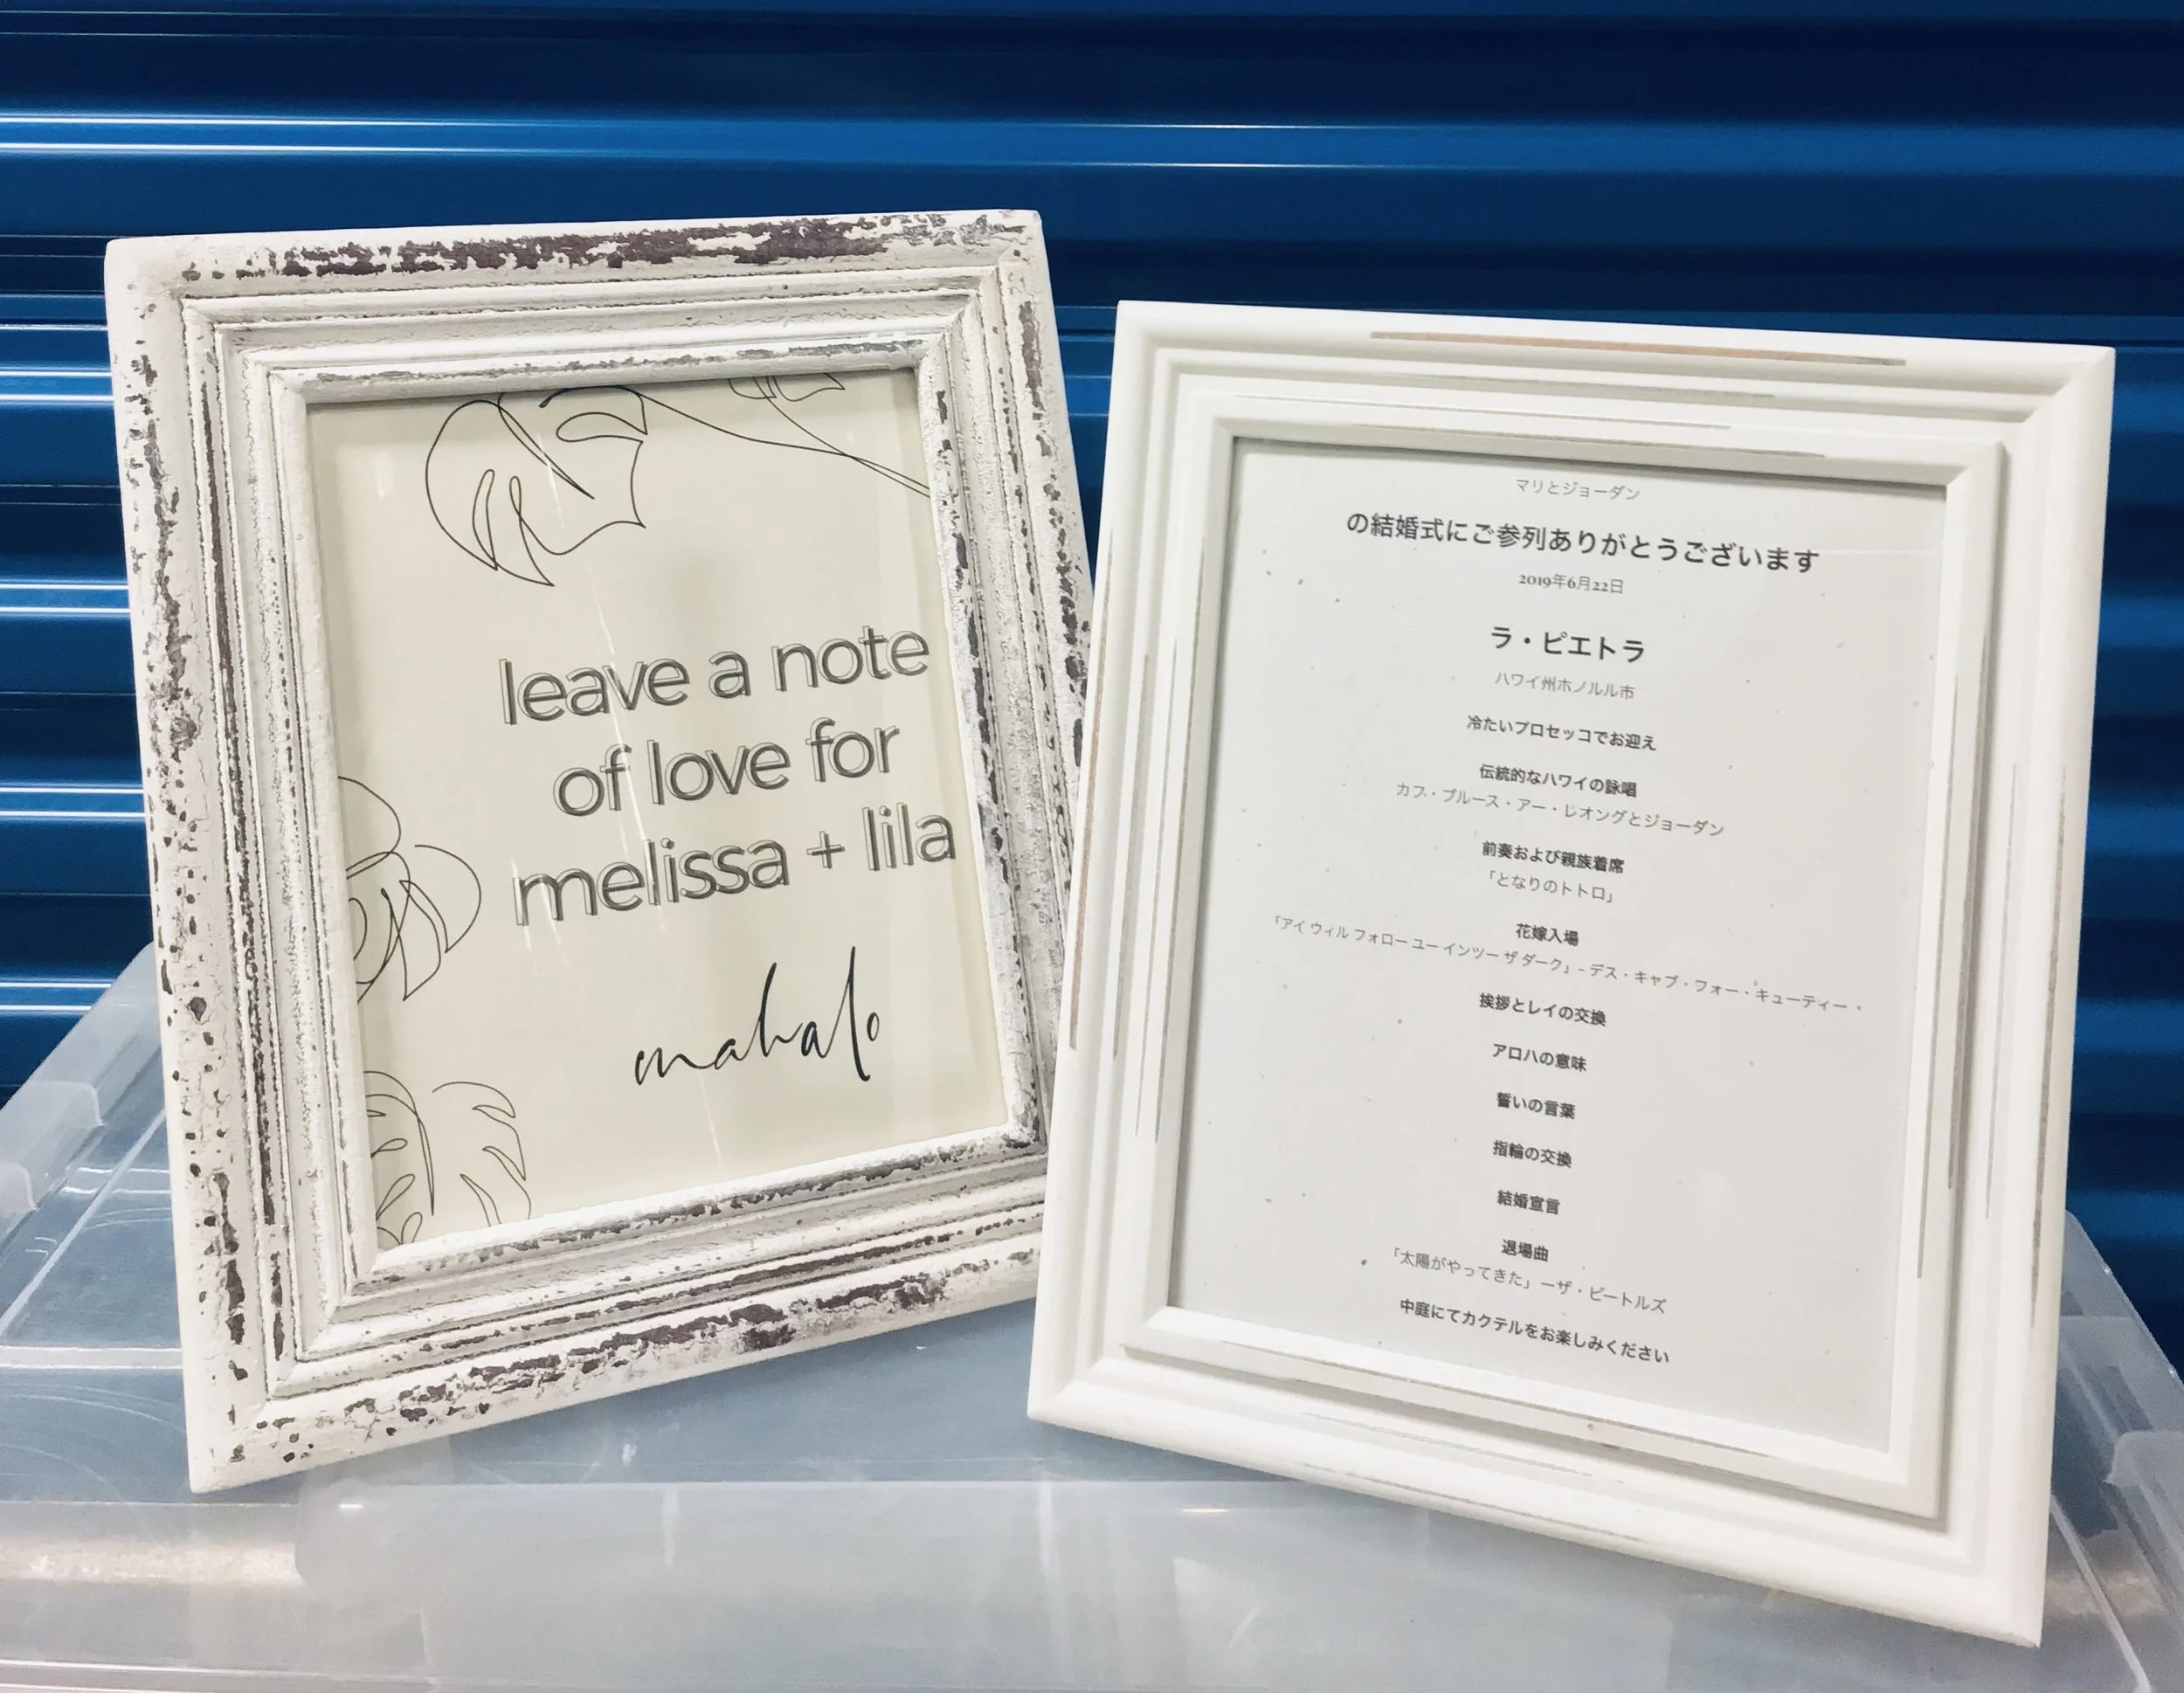 leave a note
of love for
melissa + lila
mahalo
マリとジョーダン
の結婚式にご参列ありがとうございます
2019年6月22日
ラ・ピエトラ
ハワイ州ホノルル市
冷たいプロセッコでお迎え
伝統的なハワイの詠唱
カフ・ブルース・アー・レオングとジョーダン
前奏および親族着席
「となりのトトロ」
花嫁入場
「アイ ウィル フォロー ユー インツー ザ ダーク」 - デス・キャブ・フォー・キューティー・
挨拶とレイの交換
アロハの意味
誓いの言葉
指輪の交換
結婚宣言
退場曲
「太陽がやってきた」ーザ・ビートルズ
中庭にてカクテルをお楽しみください